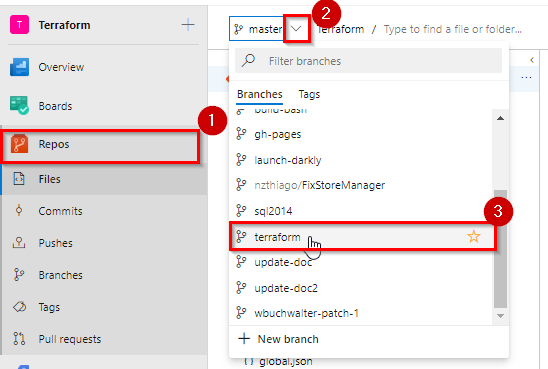 T Terraform
Overview
Boards
Repos
Files
Commits
Pushes
Branches
Tags
Pull requests
1
2
master
Terraform / Type to find a file or folder...
Filter branches
Branches Tags
build-bash
gh-pages
launch-darkly
nzthiago/FixStoreManager
sql2014
3
terraform
update-doc
update-doc2
wbuchwalter-patch-1
+ New branch
global.json